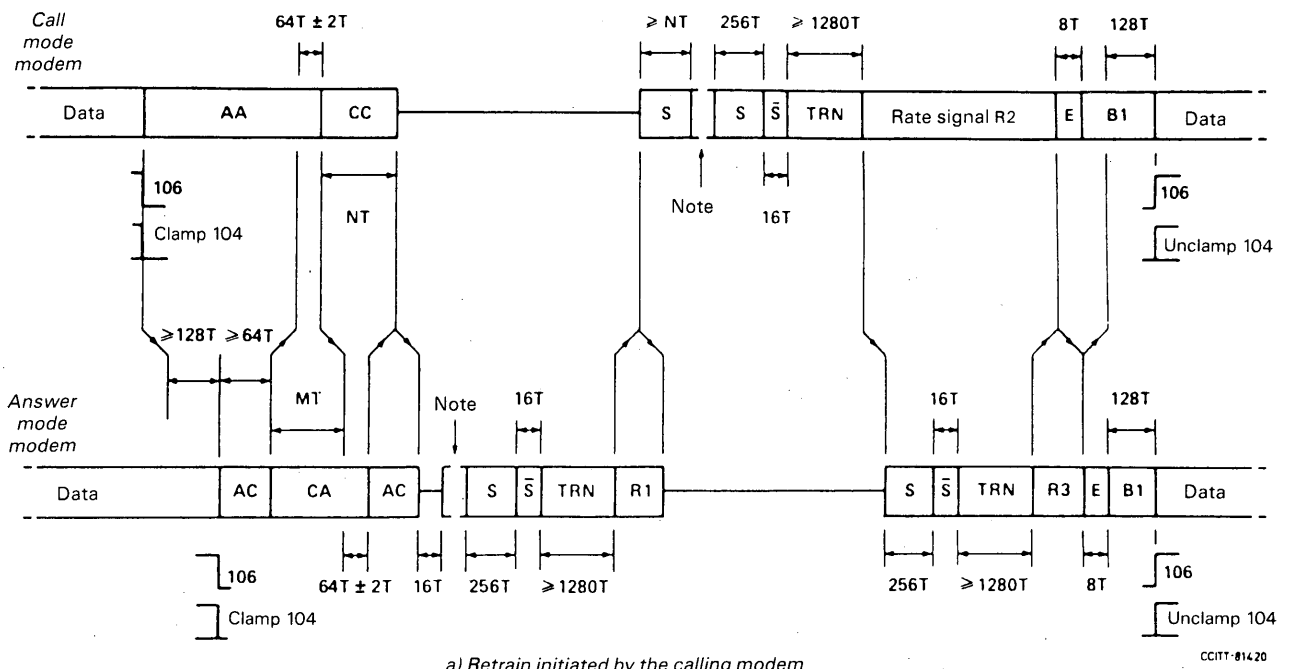 Call
mode
modem
64T ± 2T
⩾ NT
256T
⩾ 1280T
8T
128T
Data
AA
CC
S
S
S̄
TRN
Rate signal R2
E
B1
Data
106
Clamp 104
NT
Note
16T
106
Unclamp 104
⩾128T
⩾64T
Answer
mode
modem
MT
Note
16T
16T
128T
Data
AC
CA
AC
S
S̄
TRN
R1
S
S̄
TRN
R3
E
B1
Data
106
Clamp 104
64T ± 2T
16T
256T
⩾ 1280T
256T
⩾ 1280T
8T
106
Unclamp 104
a) Retrain initiated by the calling modem
CCITT-81420